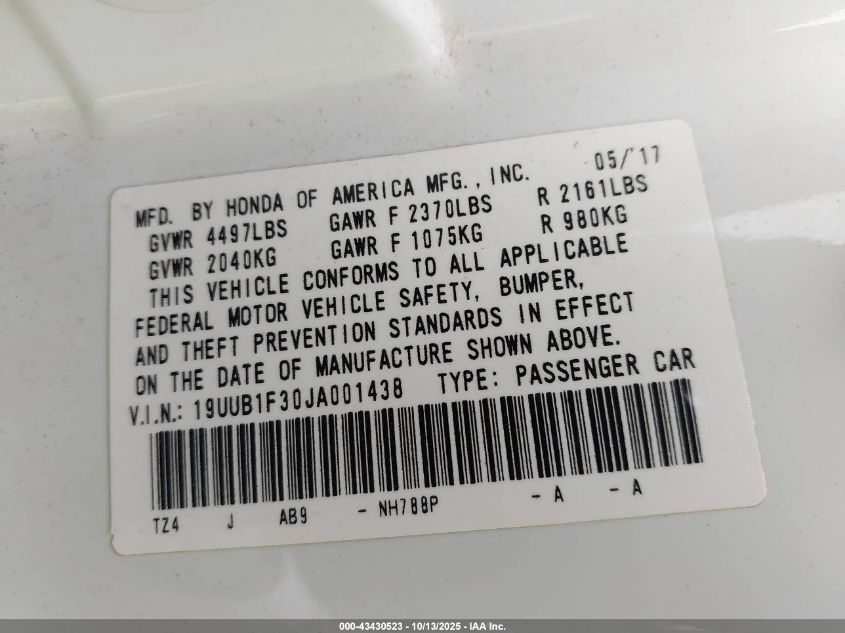 MFD. BY HONDA OF AMERICA MFG., INC. 05/'17
GVWR 4497LBS GAWR F 2370LBS R 2161LBS
GVWR 2040KG GAWR F 1075KG R 980KG
THIS VEHICLE CONFORMS TO ALL APPLICABLE
FEDERAL MOTOR VEHICLE SAFETY, BUMPER,
AND THEFT PREVENTION STANDARDS IN EFFECT
ON THE DATE OF MANUFACTURE SHOWN ABOVE.
V.I.N.: 19UUB1F30JA001438 TYPE: PASSENGER CAR
TZ4 J AB9 - NH788P - A - A
000-43430523 - 10/13/2025 - IAA Inc.